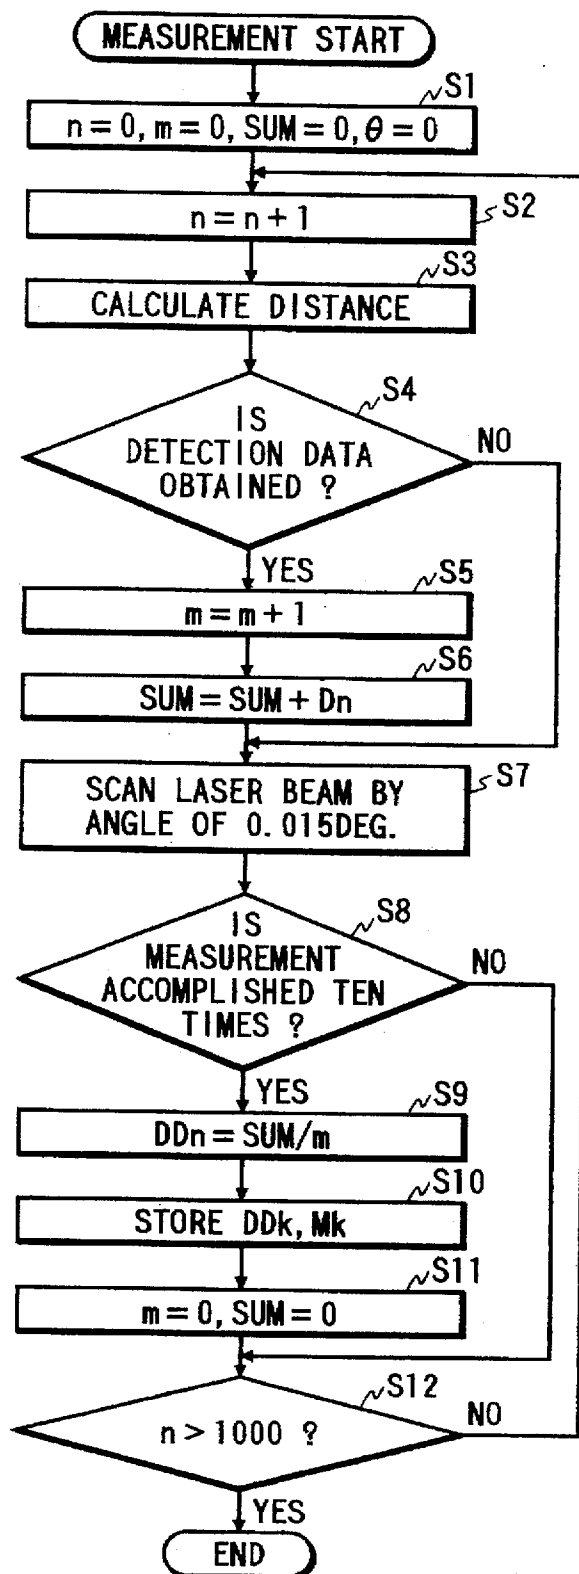 MEASUREMENT START
S1
n=0, m=0, SUM=0, θ=0
S2
n=n+1
S3
CALCULATE DISTANCE
S4
IS
DETECTION DATA
OBTAINED ?
NO
YES
S5
m=m+1
S6
SUM=SUM+Dn
S7
SCAN LASER BEAM BY
ANGLE OF 0.015DEG.
S8
IS
MEASUREMENT
ACCOMPLISHED TEN
TIMES ?
NO
YES
S9
DDn=SUM/m
S10
STORE DDk, Mk
S11
m=0, SUM=0
S12
n>1000 ?
NO
YES
END